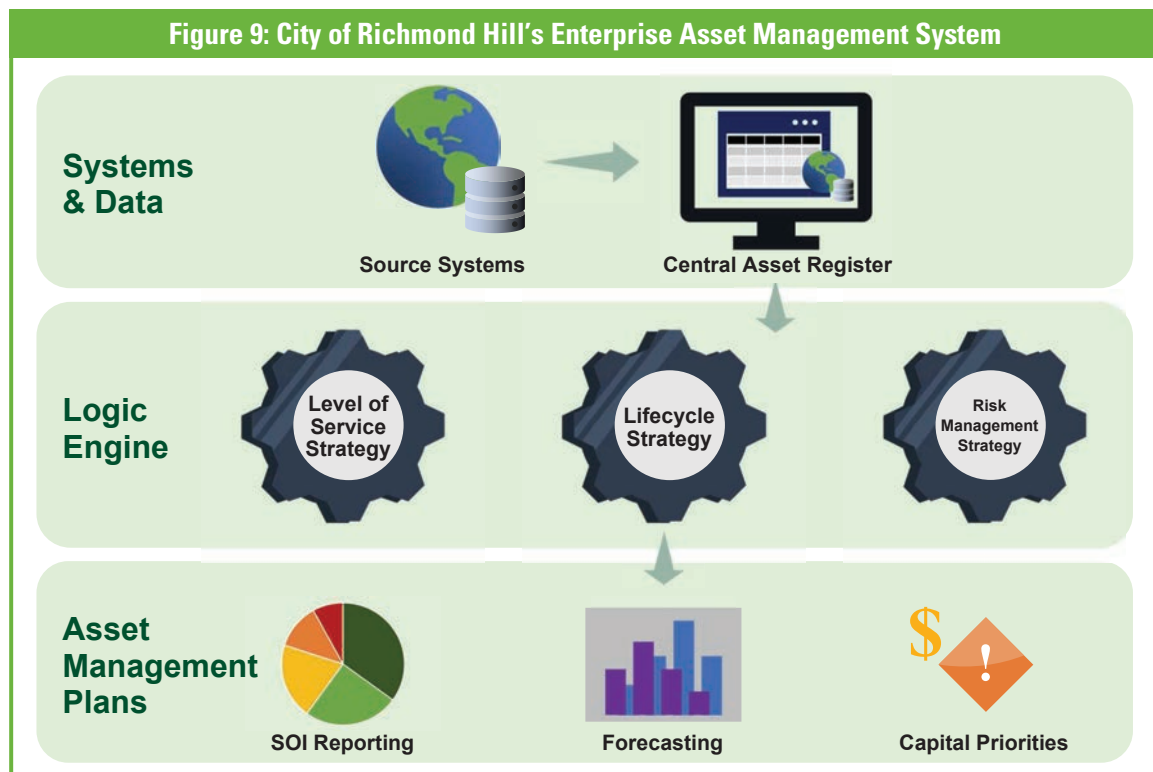 Figure 9: City of Richmond Hill's Enterprise Asset Management System
Systems
& Data
Source Systems
Central Asset Register
Logic
Engine
Level of
Service
Strategy
Lifecycle
Strategy
Risk
Management
Strategy
Asset
Management
Plans
$
!
SOI Reporting
Forecasting
Capital Priorities